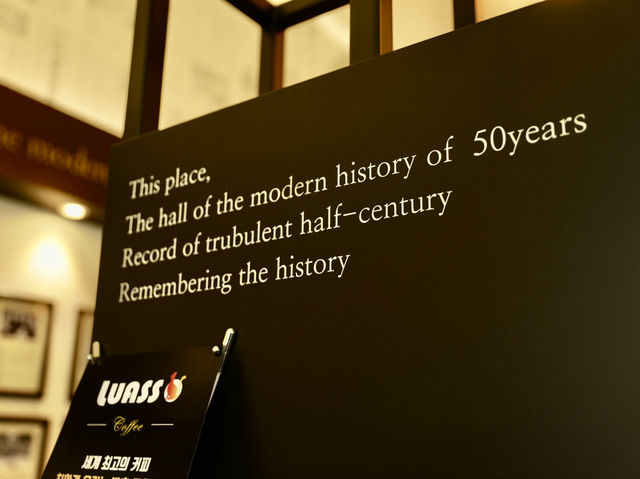 This place,
The hall of the modern history of 50years
Record of trubulent half-century
Remembering the history
LUASSO
Coffee
세계 최고의 커피